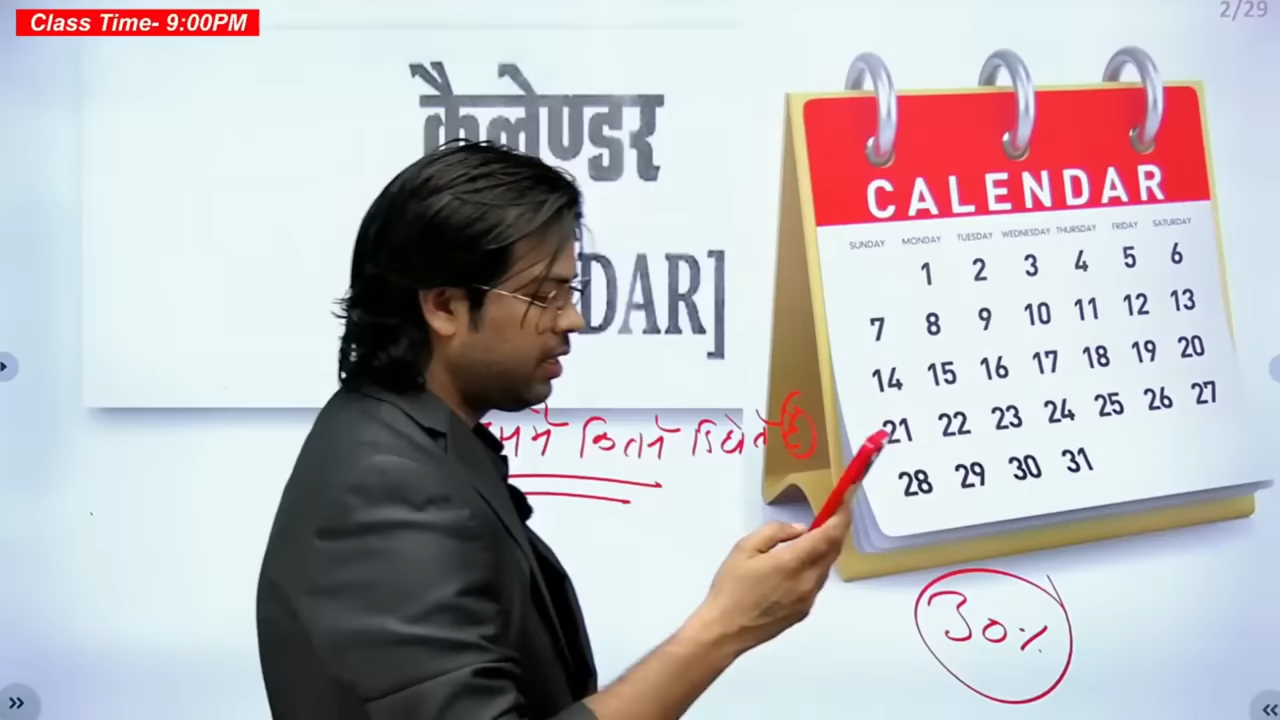 Class Time- 9:00PM
2/29
कैलेण्डर
DAR]
CALENDAR
SUNDAY MONDAY TUESDAY WEDNESDAY THURSDAY FRIDAY SATURDAY
1 2 3 4 5 6
7 8 9 10 11 12 13
14 15 16 17 18 19 20
21 22 23 24 25 26 27
28 29 30 31
30%